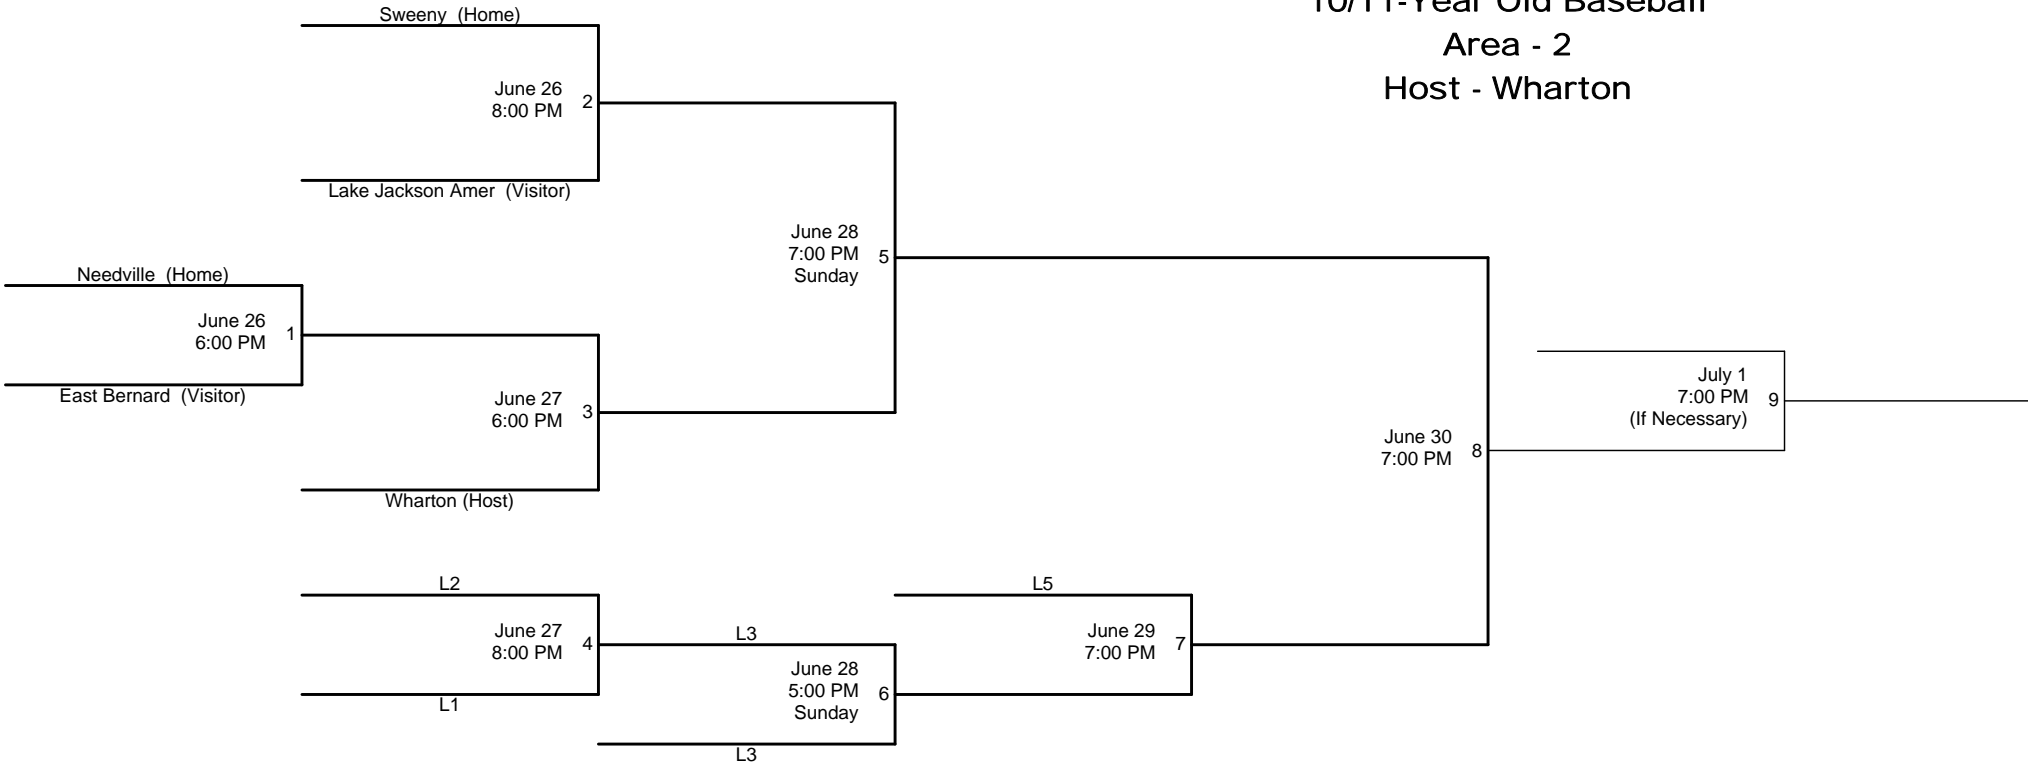 10/11-Year Old Baseball
Area - 2
Host - Wharton
Sweeny (Home)
June 26
8:00 PM
2
Lake Jackson Amer (Visitor)
June 28
7:00 PM
Sunday
5
Needville (Home)
June 26
6:00 PM
1
East Bernard (Visitor)
June 27
6:00 PM
3
Wharton (Host)
July 1
7:00 PM
(If Necessary)
9
June 30
7:00 PM
8
L2
June 27
8:00 PM
4
L1
L3
June 28
5:00 PM
Sunday
6
L3
L5
June 29
7:00 PM
7